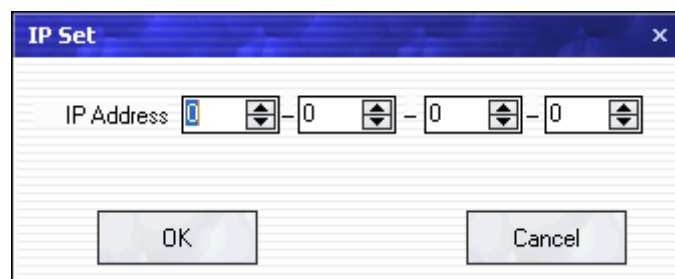 IP Set x
IP Address 0 – 0 – 0 – 0
OK Cancel